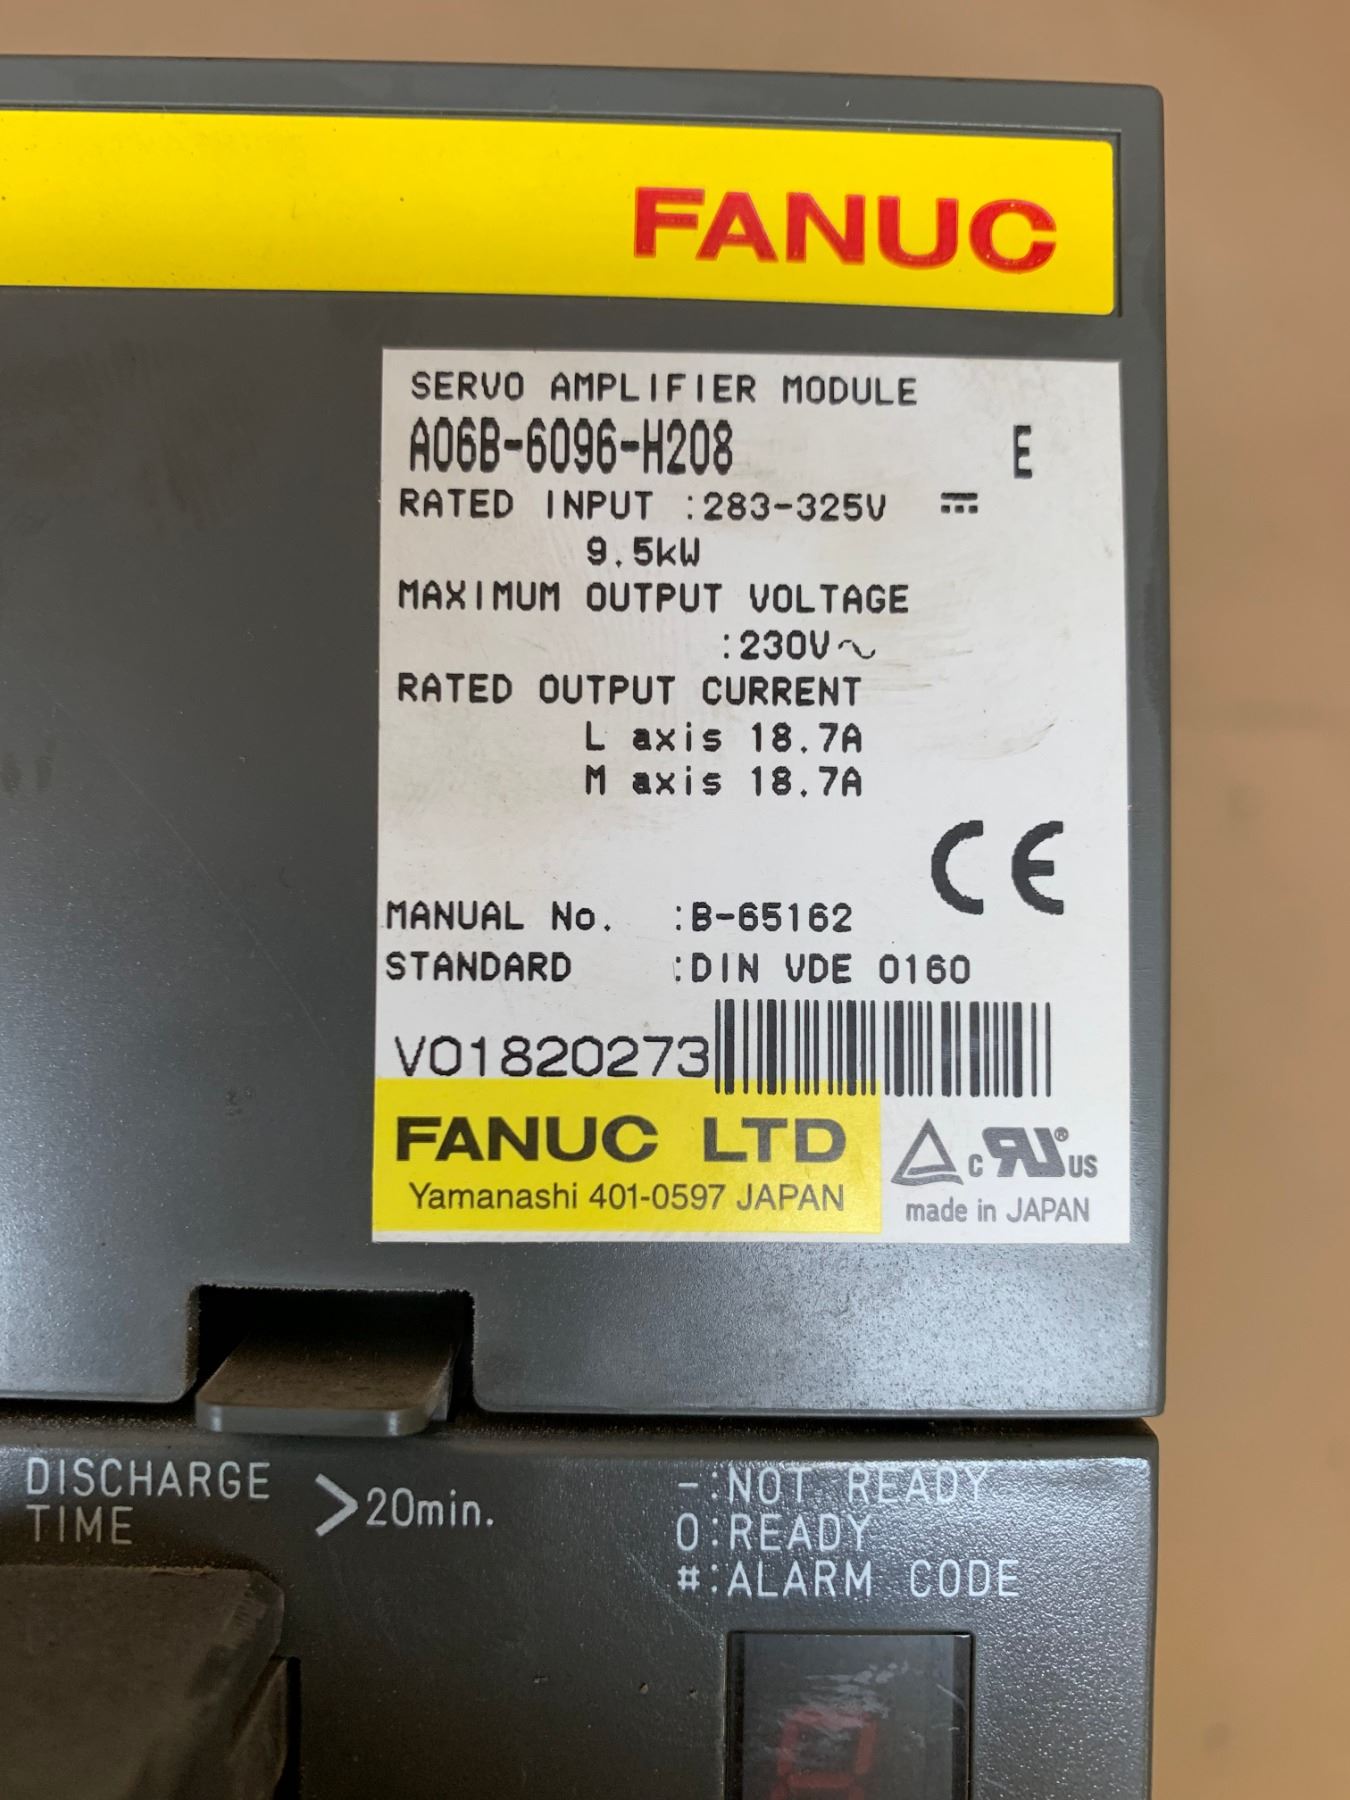 FANUC
SERVO AMPLIFIER MODULE
A06B-6096-H208 E
RATED INPUT :283-325V ⎓
9.5kW
MAXIMUM OUTPUT VOLTAGE
:230V~
RATED OUTPUT CURRENT
L axis 18.7A
M axis 18.7A
CE
MANUAL No. :B-65162
STANDARD :DIN VDE 0160
V01820273
FANUC LTD
Yamanashi 401-0597 JAPAN
c RU® US
made in JAPAN
DISCHARGE
TIME >20min.
-:NOT READY
0:READY
#:ALARM CODE